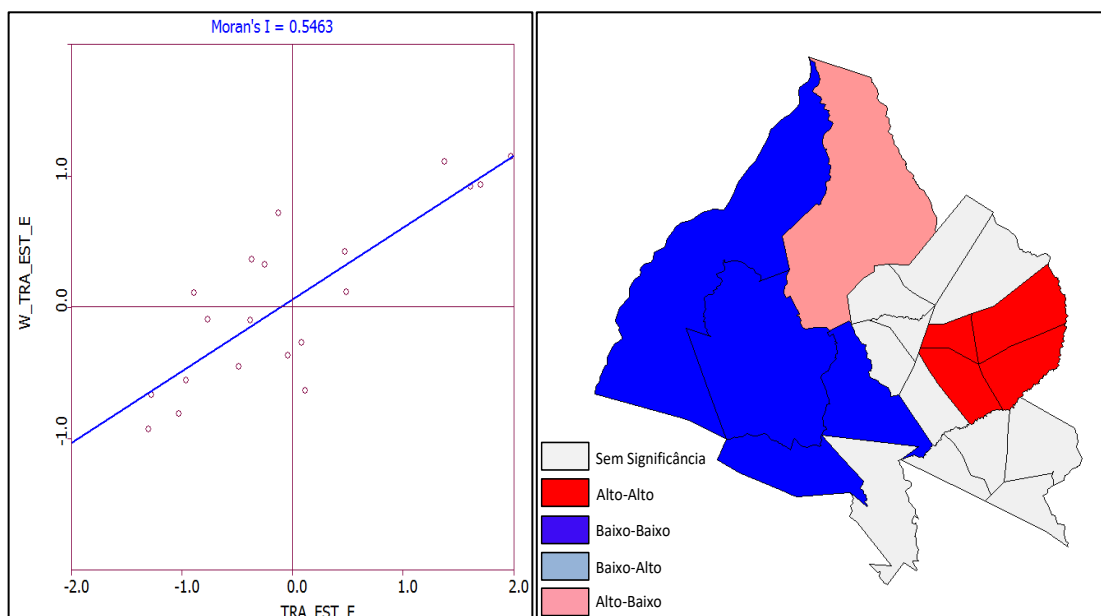 Moran's I = 0.5463
W_TRA_EST_E
1.0
0.0
-1.0
-2.0
-1.0
0.0
1.0
2.0
TRA_EST_E
Sem Significância
Alto-Alto
Baixo-Baixo
Baixo-Alto
Alto-Baixo